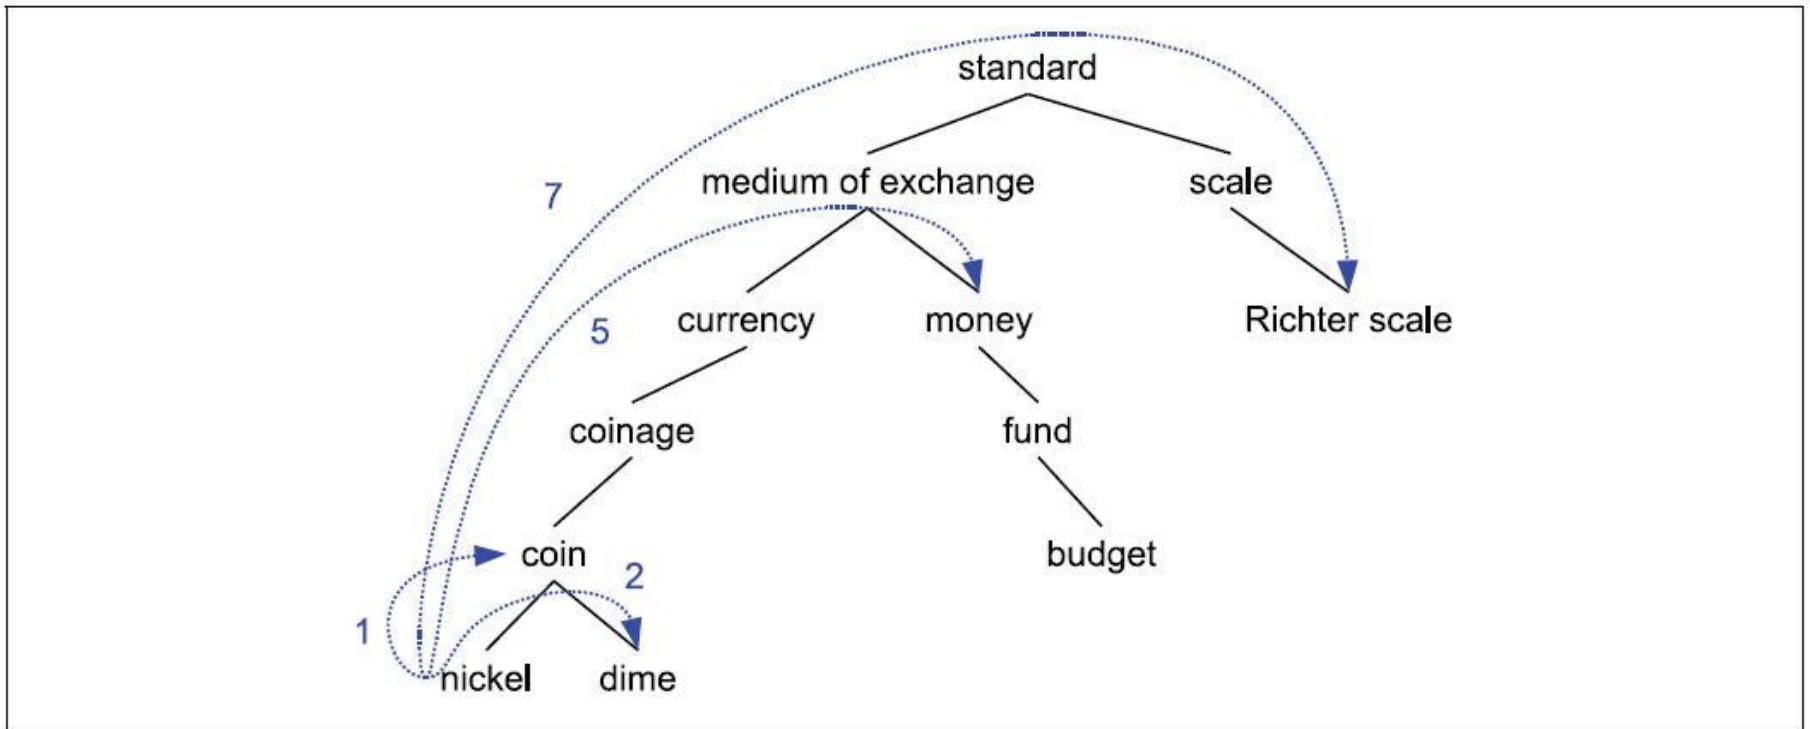 standard
7
medium of exchange
scale
5
currency
money
Richter scale
coinage
fund
coin
2
budget
1
nickel
dime